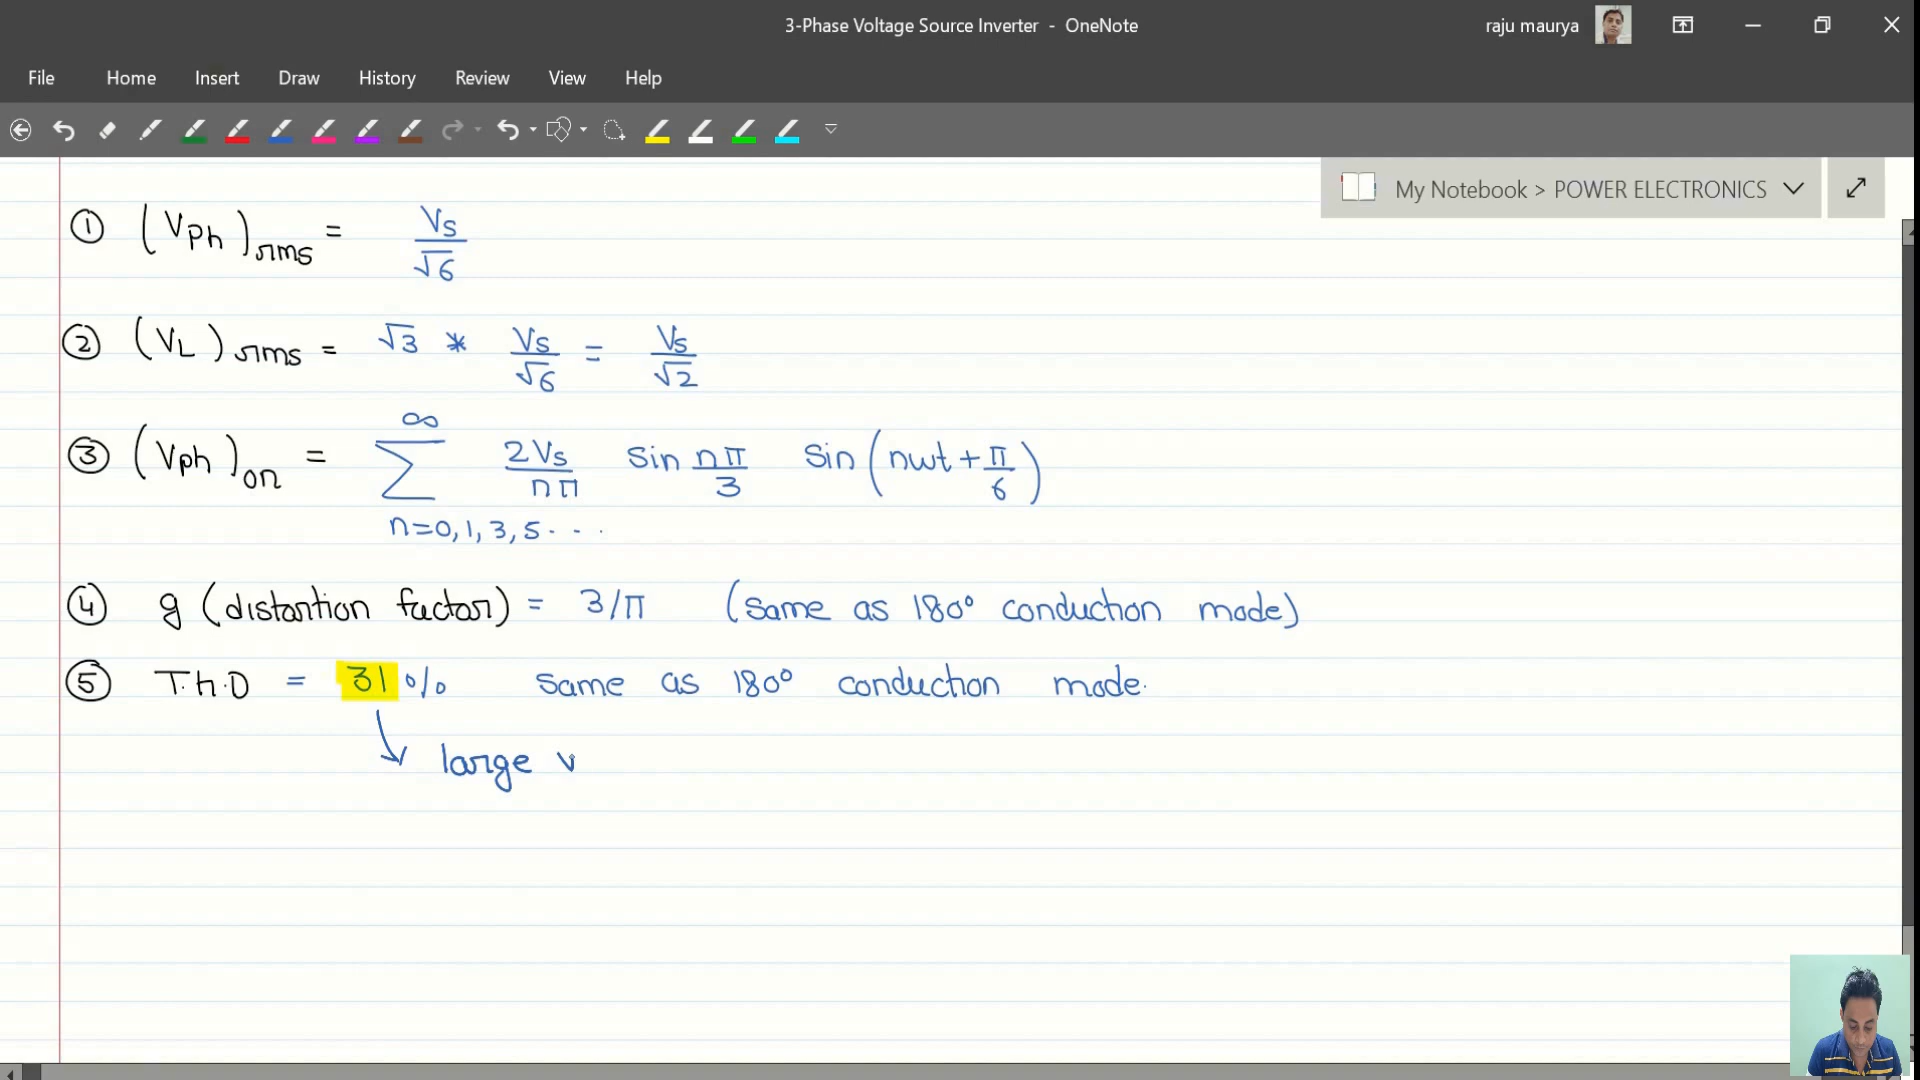 3-Phase Voltage Source Inverter - OneNote
raju maurya
File Home Insert Draw History Review View Help
My Notebook > POWER ELECTRONICS
① (Vph)rms = Vs/√6
② (VL)rms = √3 * Vs/√6 = Vs/√2
③ (Vph)on = ∞∑n=0,1,3,5... 2Vs/nπ sin nπ/3 sin(nwt + π/6)
④ g (distortion factor) = 3/π (same as 180° conduction mode)
⑤ T.h.D = 31% same as 180° conduction mode.
large v